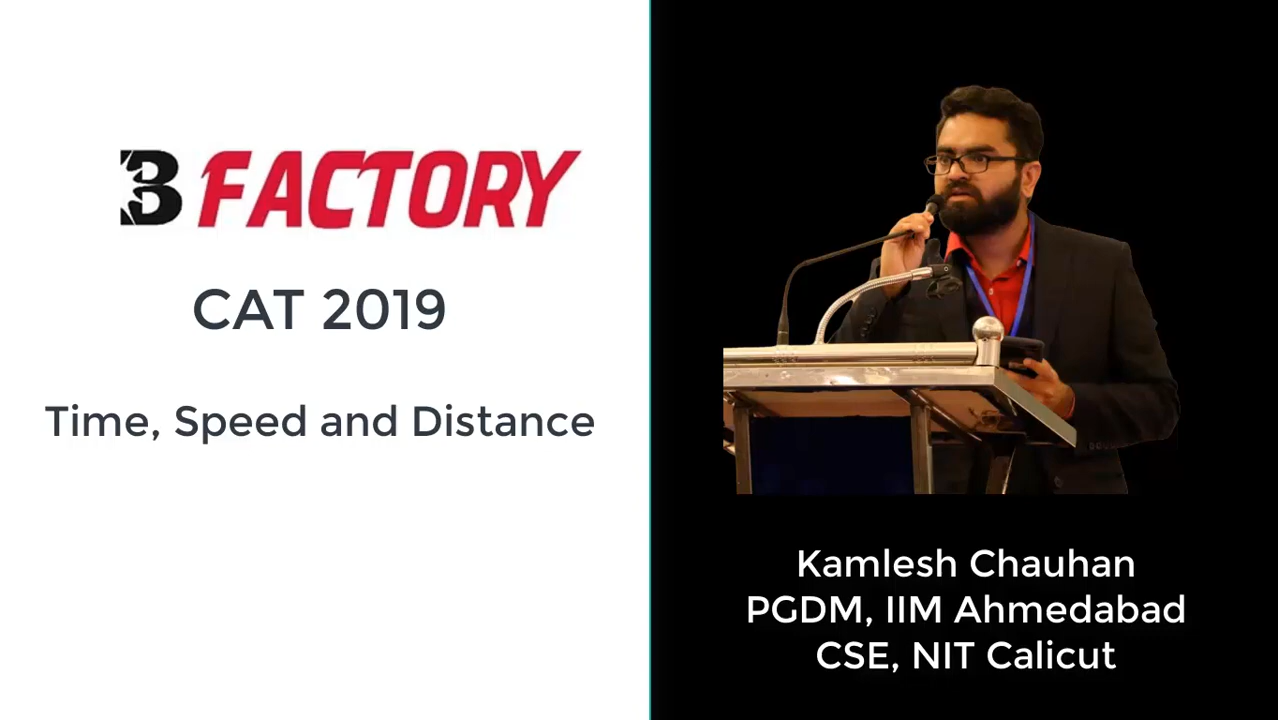 B FACTORY
CAT 2019
Time, Speed and Distance
Kamlesh Chauhan
PGDM, IIM Ahmedabad
CSE, NIT Calicut